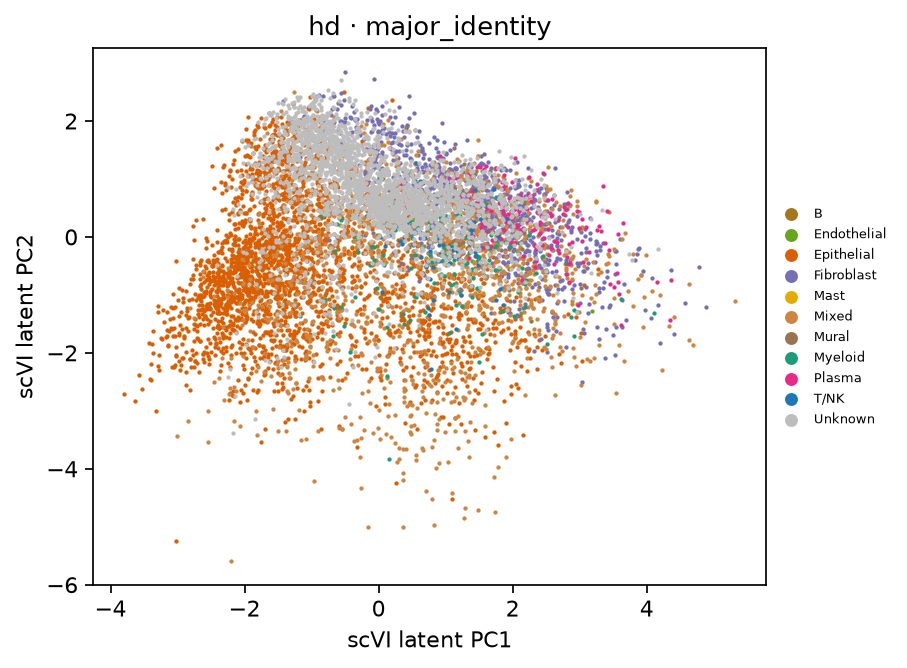 hd · major_identity
2
0
−2
−4
−6
scVI latent PC2
−4
−2
0
2
4
scVI latent PC1
B
Endothelial
Epithelial
Fibroblast
Mast
Mixed
Mural
Myeloid
Plasma
T/NK
Unknown